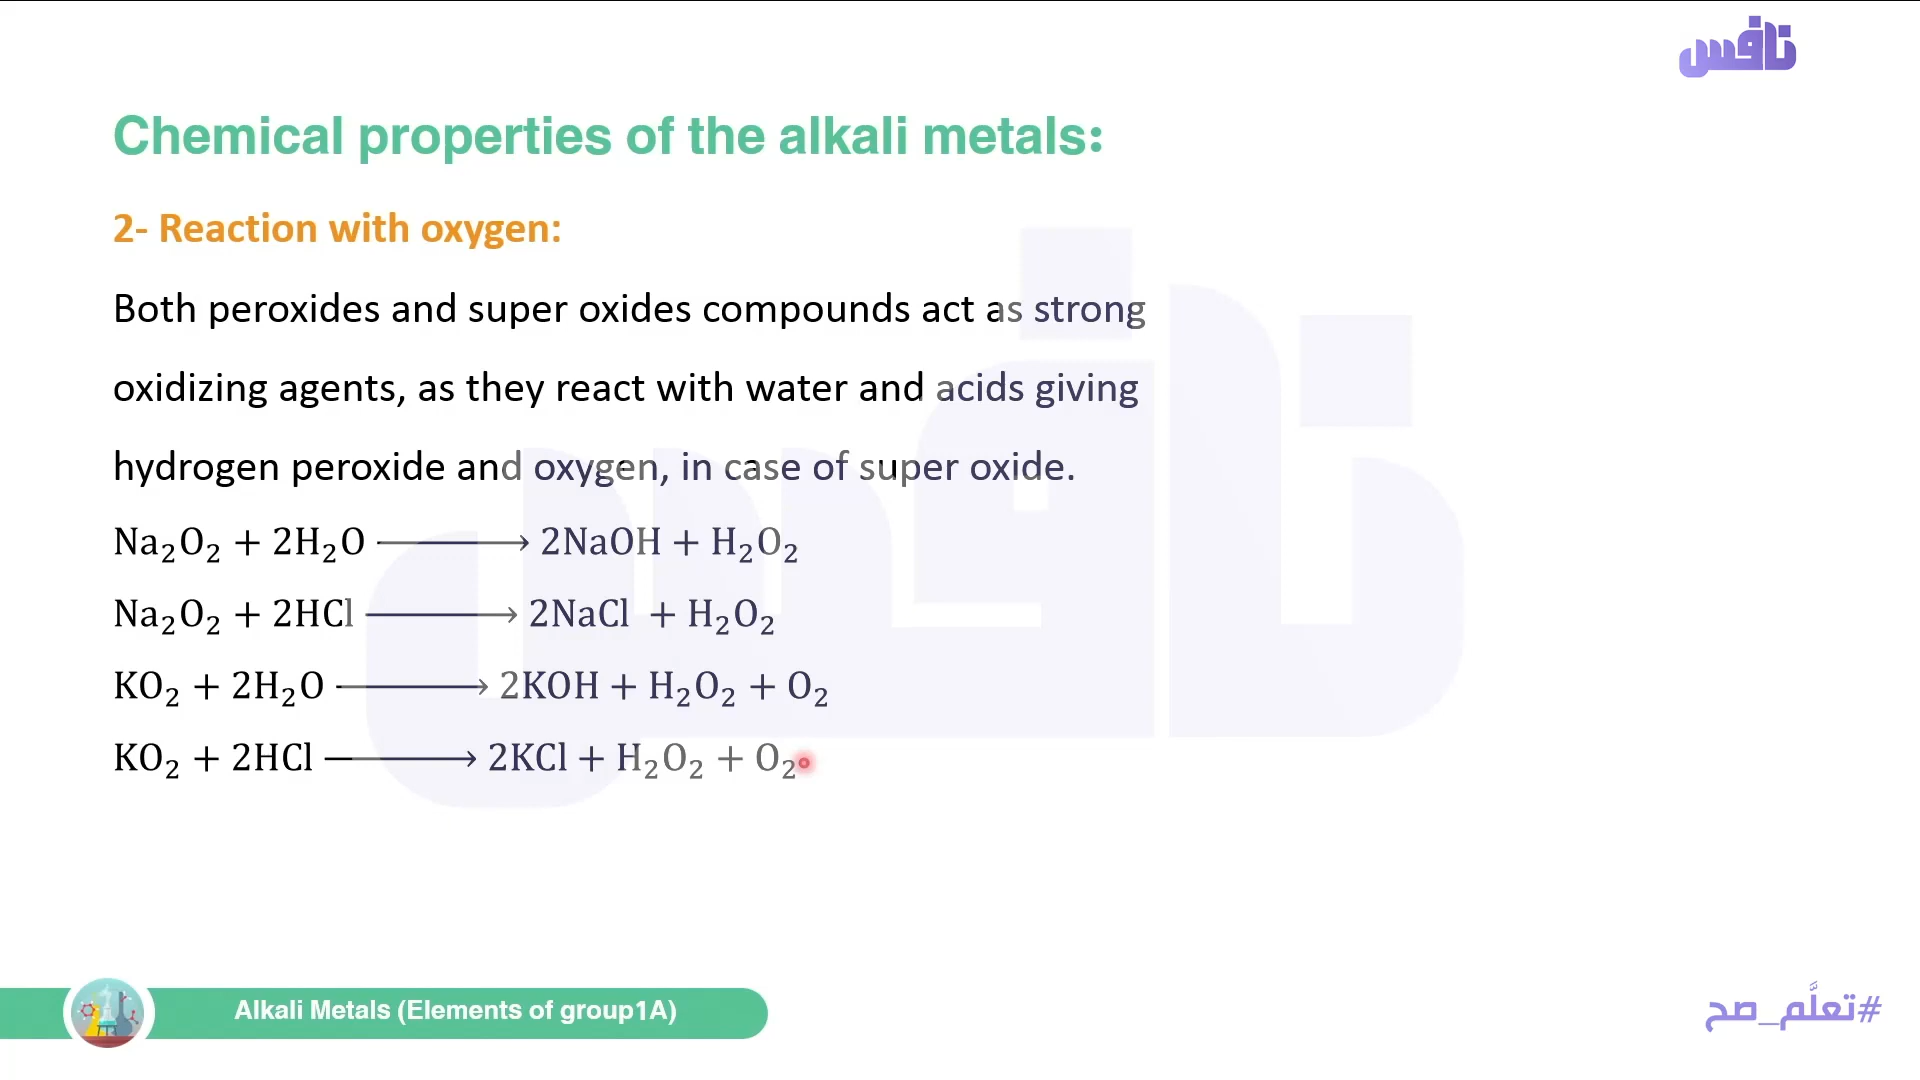 نافس
Chemical properties of the alkali metals:
2- Reaction with oxygen:
Both peroxides and super oxides compounds act as strong
oxidizing agents, as they react with water and acids giving
hydrogen peroxide and oxygen, in case of super oxide.
Na₂O₂ + 2H₂O ⟶ 2NaOH + H₂O₂
Na₂O₂ + 2HCl ⟶ 2NaCl + H₂O₂
KO₂ + 2H₂O ⟶ 2KOH + H₂O₂ + O₂
KO₂ + 2HCl ⟶ 2KCl + H₂O₂ + O₂
Alkali Metals (Elements of group1A)
#تعلَّم_صح